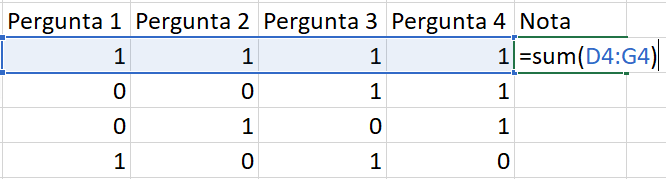 Pergunta 1 Pergunta 2 Pergunta 3 Pergunta 4 Nota
1 1 1 1 =sum(D4:G4)
0 0 1 1
0 1 0 1
1 0 1 0